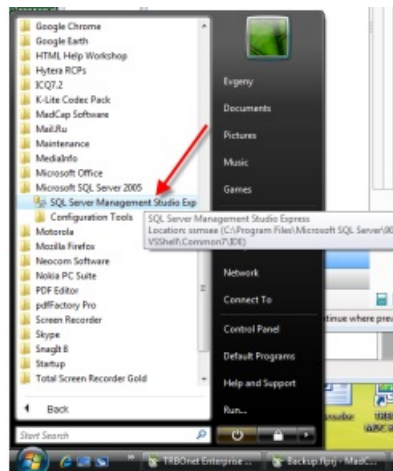 Google Chrome
Google Earth
HTML Help Workshop
Hytera RCPs
ICQ7.2
K-Lite Codec Pack
MadCap Software
Mail.Ru
Maintenance
MediaInfo
Microsoft Office
Microsoft SQL Server 2005
SQL Server Management Studio Exp
Configuration Tools
Motorola
Mozilla Firefox
Neocom Software
Nokia PC Suite
PDF Editor
pdfFactory Pro
Screen Recorder
Skype
SnagIt 8
Startup
Total Screen Recorder Gold
Back
Start Search
Evgeny
Documents
Pictures
Music
Games
SQL Server Management Studio Express
Location: ssmsee (C:\Program Files\Microsoft SQL Server\90
VSShell\Common7\IDE)
Network
Connect To
Control Panel
Default Programs
Help and Support
Run...
tinue where prev
TRBOnet Enterprise ...
Backup.flprj - MadC...